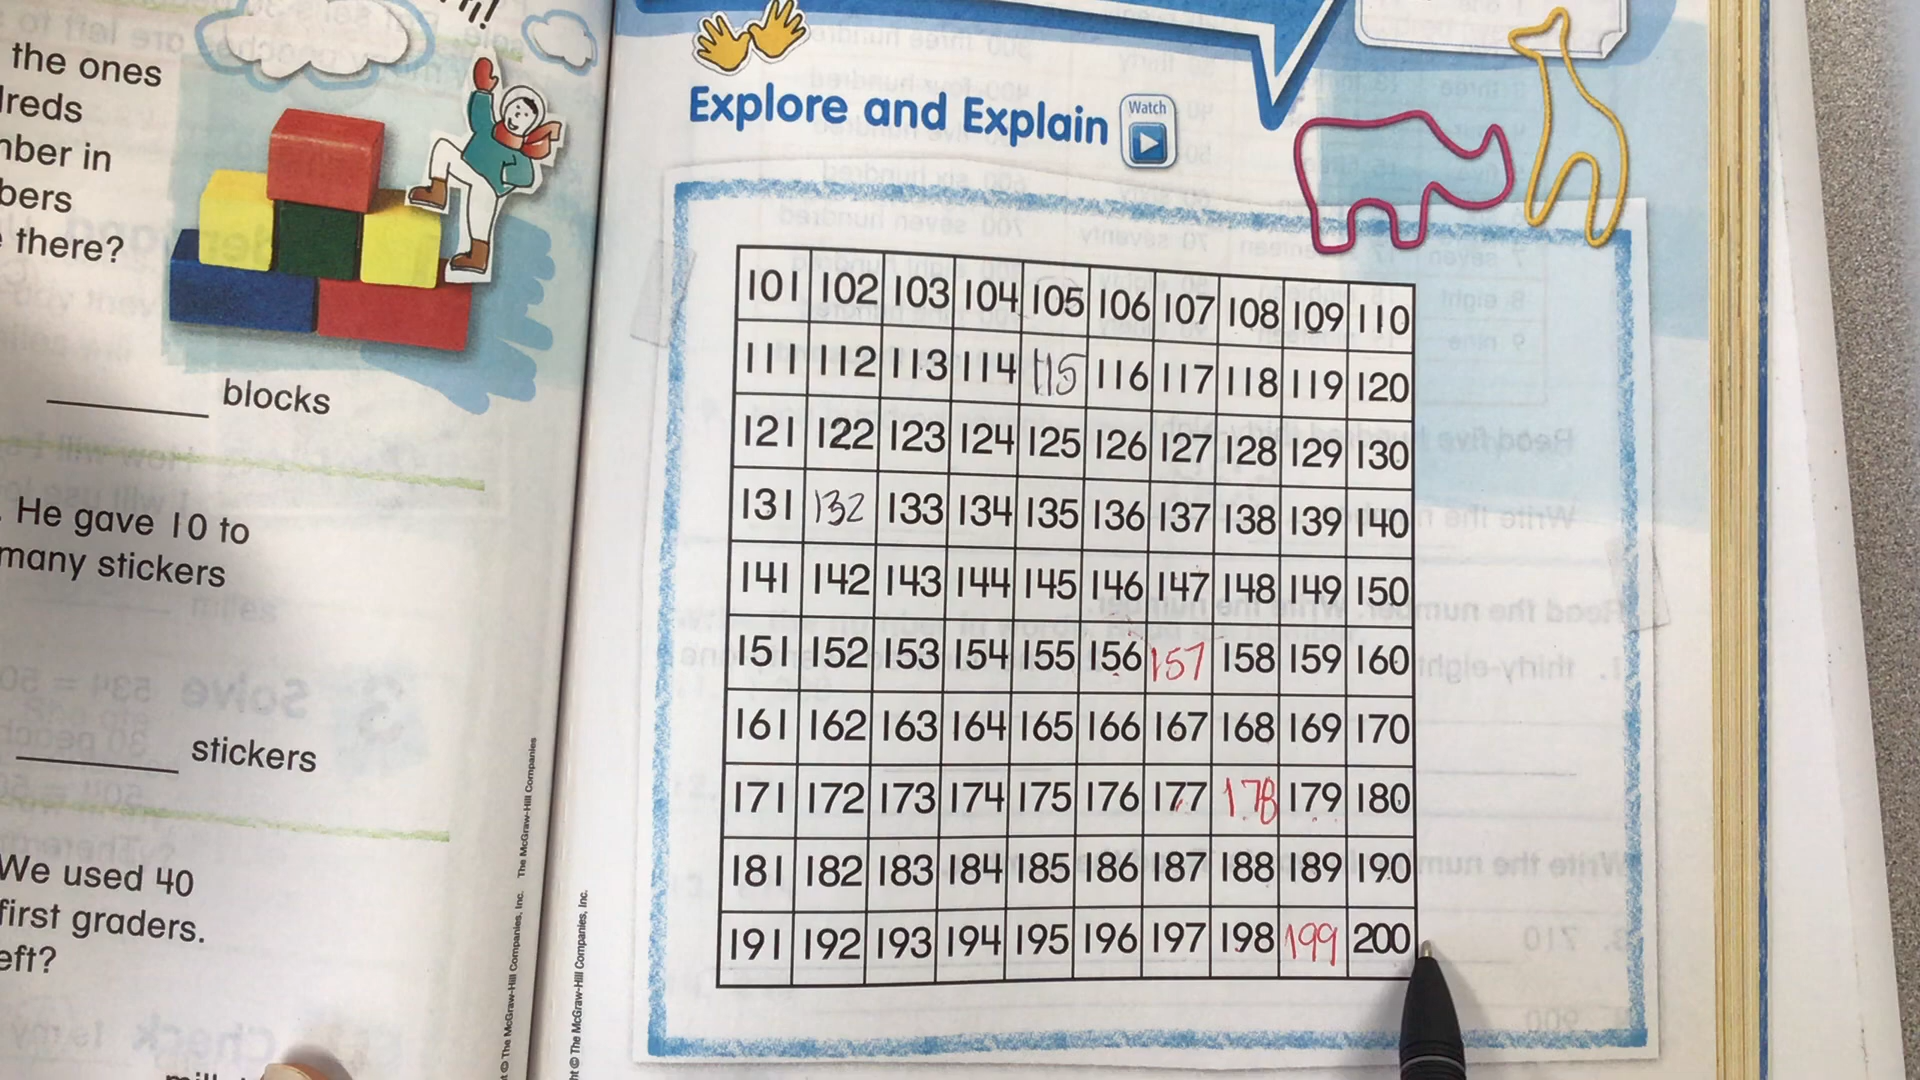 the ones
mber in
bers
there?
blocks
. He gave 10 to
many stickers
stickers
We used 40
first graders.
eft?
© The McGraw-Hill Companies, Inc. The McGraw-Hill Companies
© The McGraw-Hill Companies, Inc.
Explore and Explain
Watch
101 102 103 104 105 106 107 108 109 110
111 112 113 114 115 116 117 118 119 120
121 122 123 124 125 126 127 128 129 130
131 132 133 134 135 136 137 138 139 140
141 142 143 144 145 146 147 148 149 150
151 152 153 154 155 156 157 158 159 160
161 162 163 164 165 166 167 168 169 170
171 172 173 174 175 176 177 178 179 180
181 182 183 184 185 186 187 188 189 190
191 192 193 194 195 196 197 198 199 200